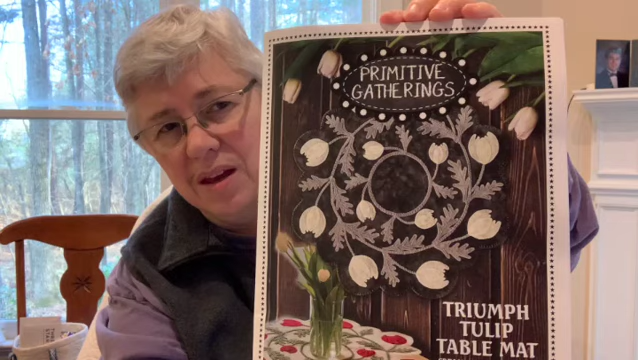 PRIMITIVE
GATHERINGS
TRIUMPH
TULIP
TABLE MAT